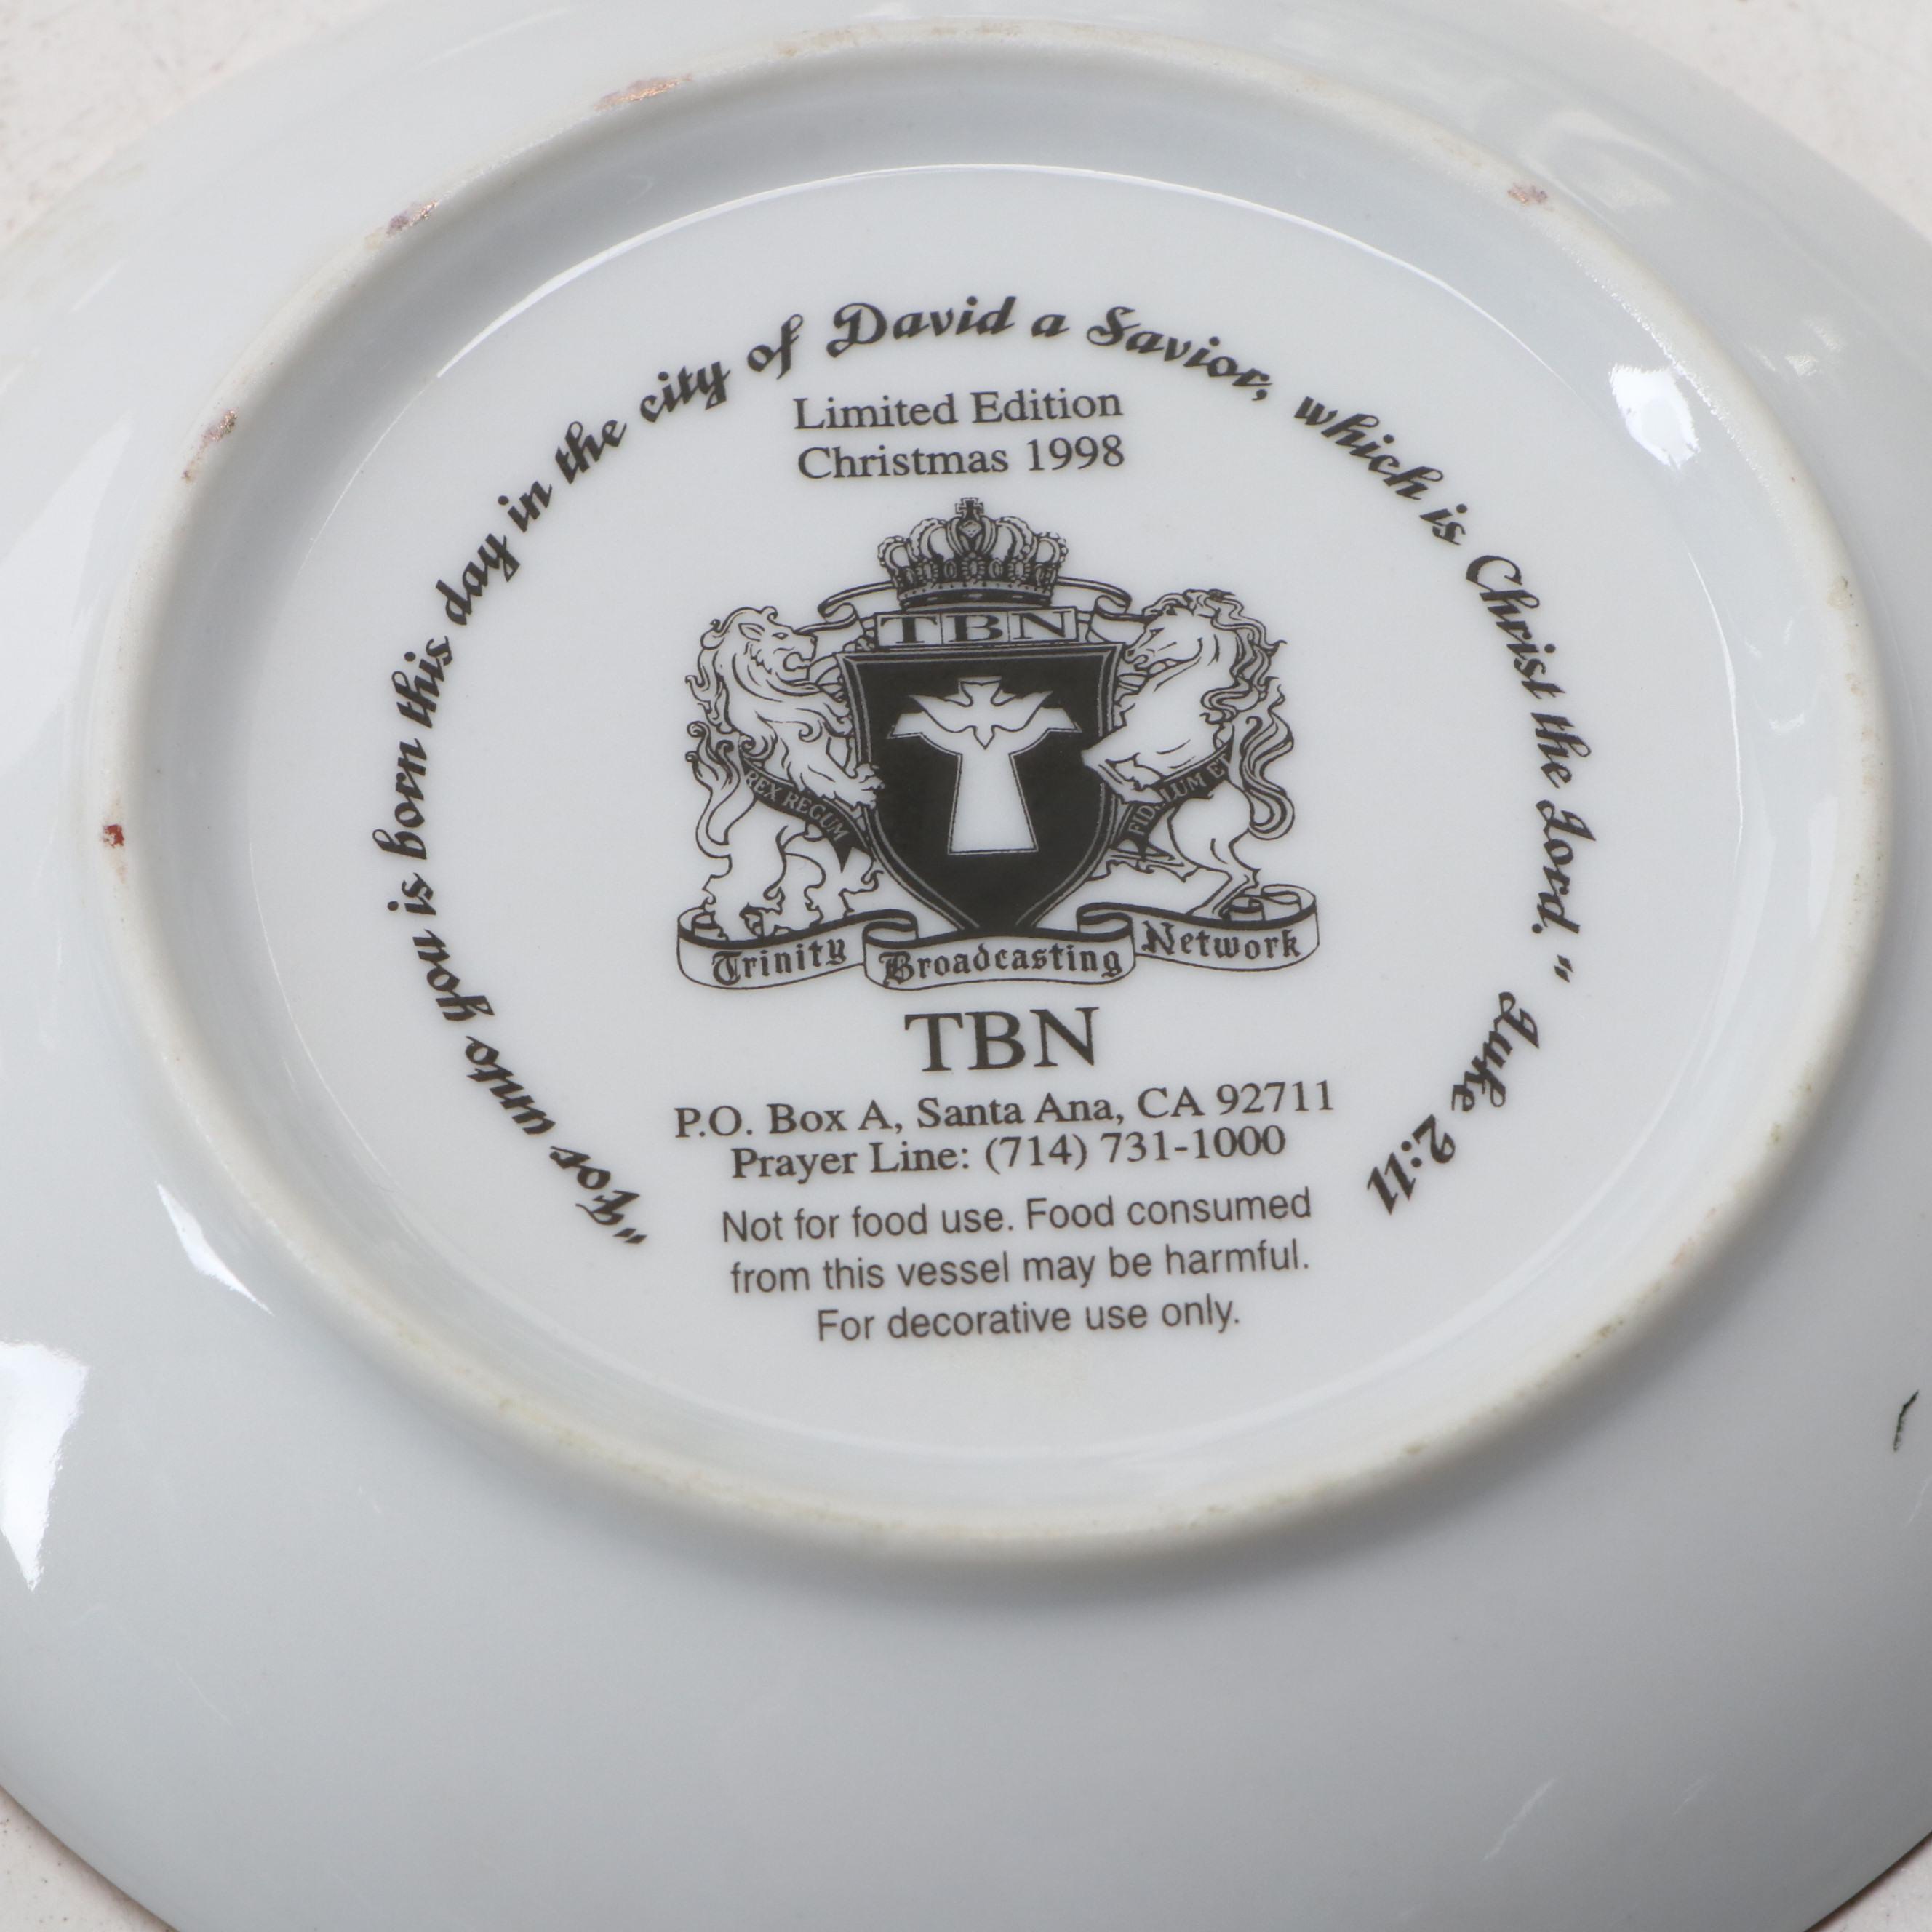 "For unto you is born this day in the city of David a Savior, which is Christ the Lord." Luke 2:11
Limited Edition
Christmas 1998
TBN
REX REGUM
LUM ET
Trinity Broadcasting Network
TBN
P.O. Box A, Santa Ana, CA 92711
Prayer Line: (714) 731-1000
Not for food use. Food consumed
from this vessel may be harmful.
For decorative use only.